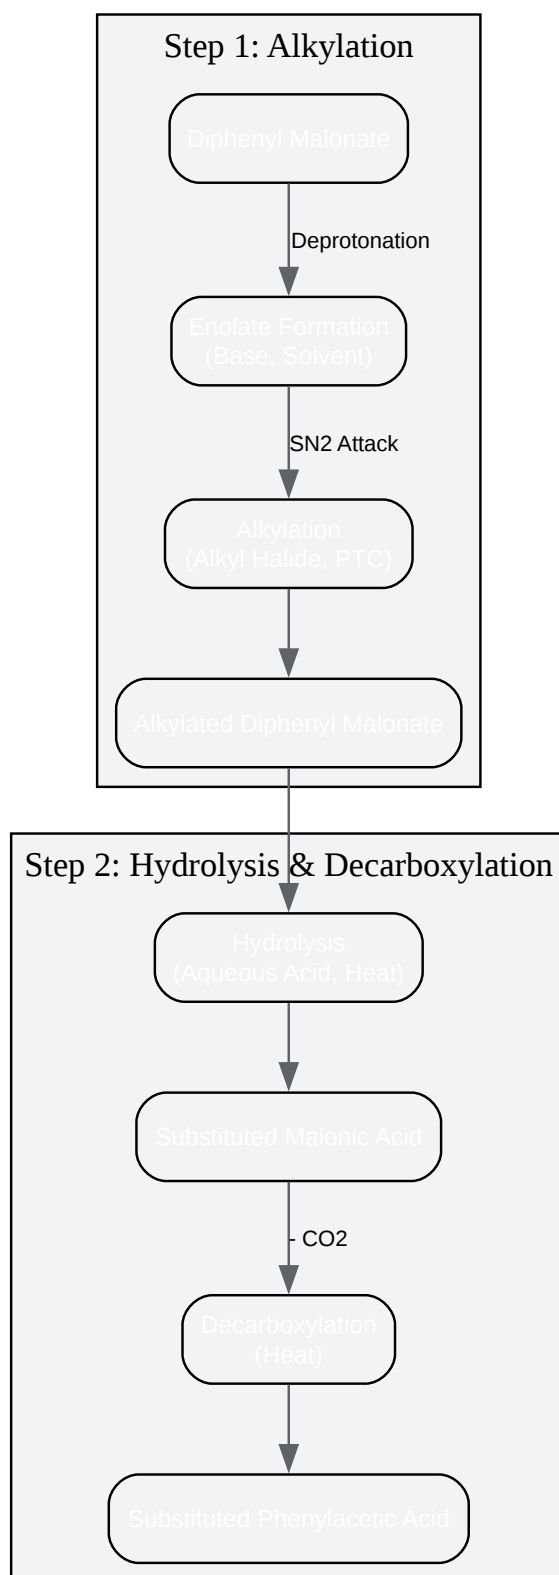 Step 1: Alkylation
Diphenyl Malonate
Deprotonation
Enolate Formation
(Base, Solvent)
SN2 Attack
Alkylation
(Alkyl Halide, PTC)
Alkylated Diphenyl Malonate
Step 2: Hydrolysis & Decarboxylation
Hydrolysis
(Aqueous Acid, Heat)
Substituted Malonic Acid
- CO2
Decarboxylation
(Heat)
Substituted Phenylacetic Acid